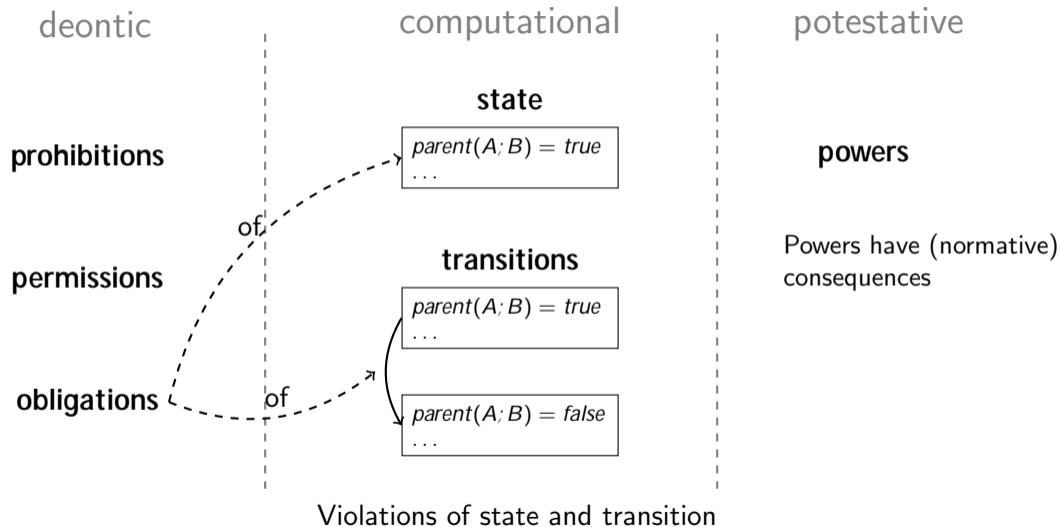 deontic
computational
potestative
state
prohibitions
parent(A; B) = true
. . .
powers
of
permissions
transitions
Powers have (normative)
consequences
parent(A; B) = true
. . .
obligations
of
parent(A; B) = false
. . .
Violations of state and transition